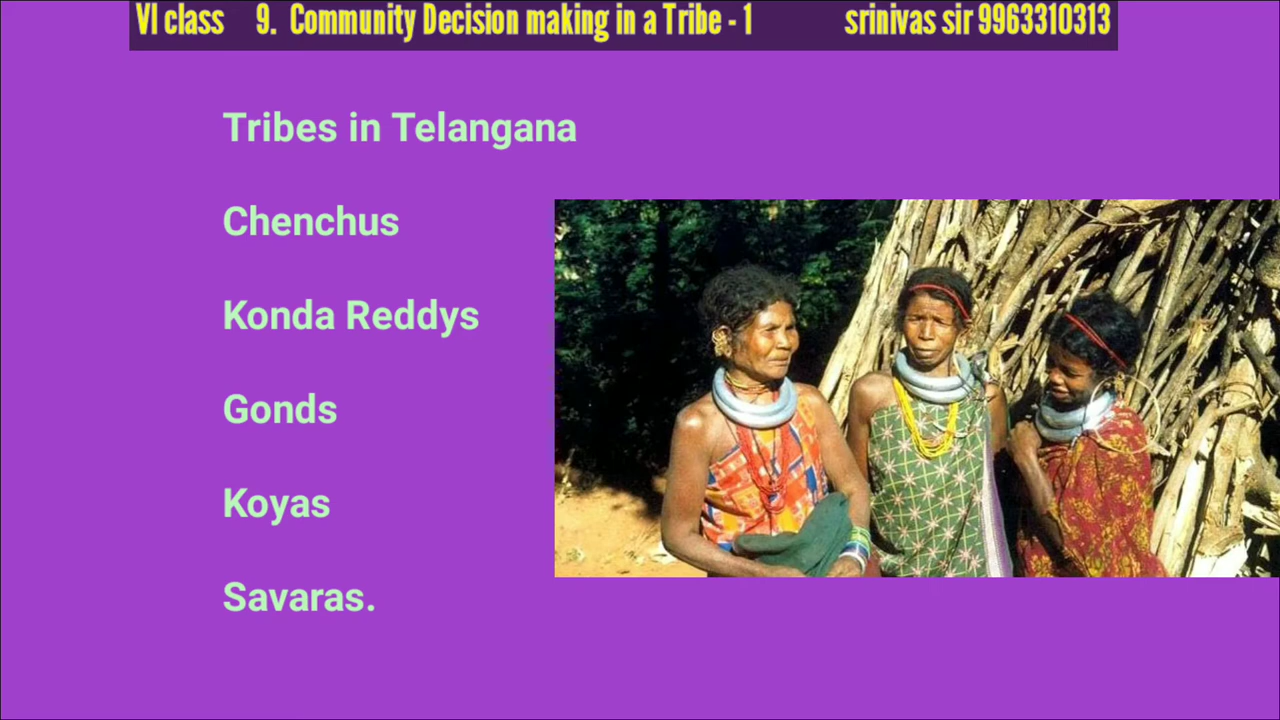 VI class 9. Community Decision making in a Tribe - 1 srinivas sir 9963310313
Tribes in Telangana
Chenchus
Konda Reddys
Gonds
Koyas
Savaras.